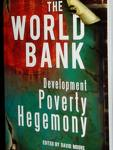 THE
WORLD
BANK
Development
Poverty
Hegemony
EDITED BY DAVID MOORE